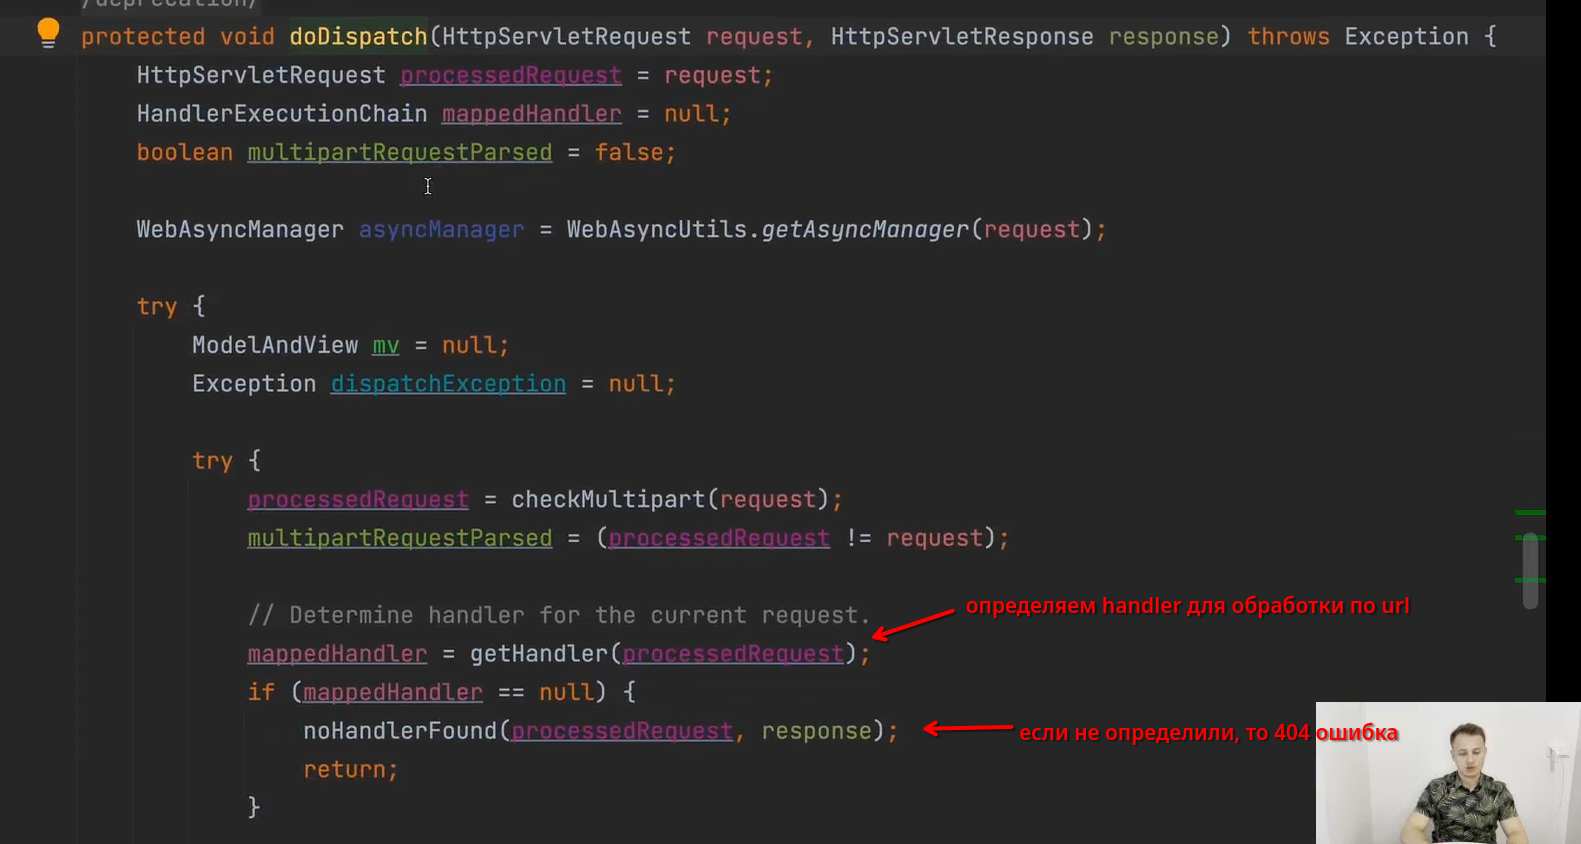 /deprecation/
protected void doDispatch(HttpServletRequest request, HttpServletResponse response) throws Exception {
HttpServletRequest processedRequest = request;
HandlerExecutionChain mappedHandler = null;
boolean multipartRequestParsed = false;
WebAsyncManager asyncManager = WebAsyncUtils.getAsyncManager(request);
try {
ModelAndView mv = null;
Exception dispatchException = null;
try {
processedRequest = checkMultipart(request);
multipartRequestParsed = (processedRequest != request);
// Determine handler for the current request.
определяем handler для обработки по url
mappedHandler = getHandler(processedRequest);
if (mappedHandler == null) {
noHandlerFound(processedRequest, response);
если не определили, то 404 ошибка
return;
}